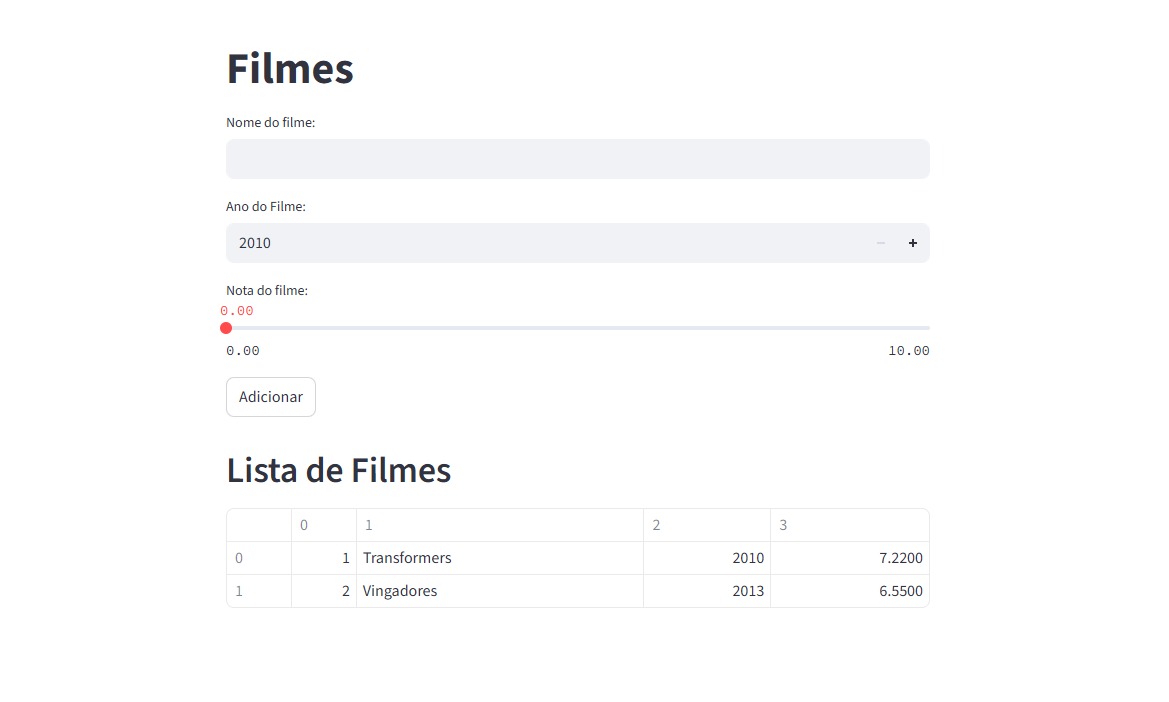 Filmes
Nome do filme:
Ano do Filme:
2010 − +
Nota do filme:
0.00
0.00 10.00
Adicionar
Lista de Filmes
0 1 2 3
0 1 Transformers 2010 7.2200
1 2 Vingadores 2013 6.5500